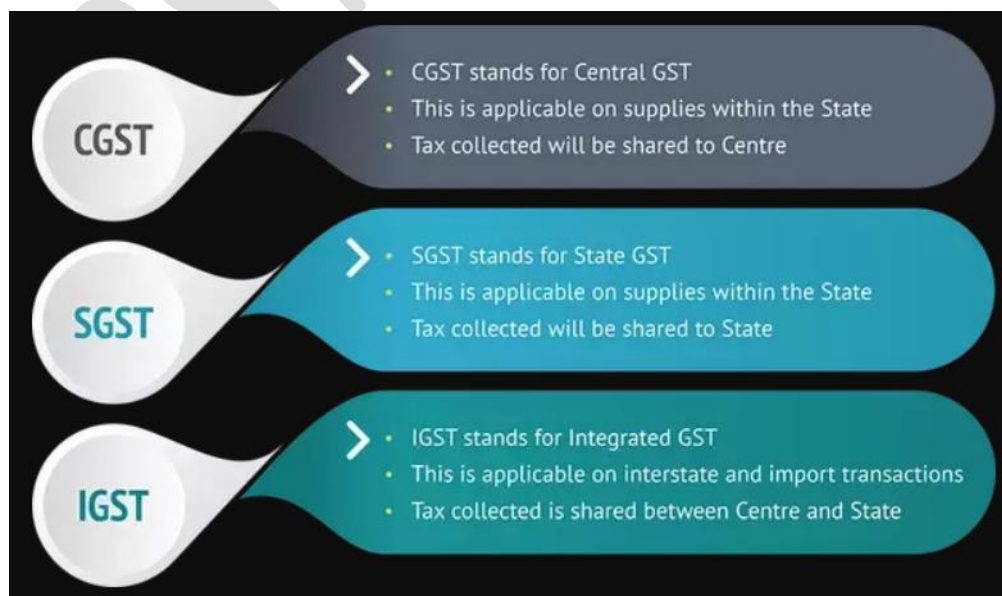 CGST
• CGST stands for Central GST
• This is applicable on supplies within the State
• Tax collected will be shared to Centre
SGST
• SGST stands for State GST
• This is applicable on supplies within the State
• Tax collected will be shared to State
IGST
• IGST stands for Integrated GST
• This is applicable on interstate and import transactions
• Tax collected is shared between Centre and State